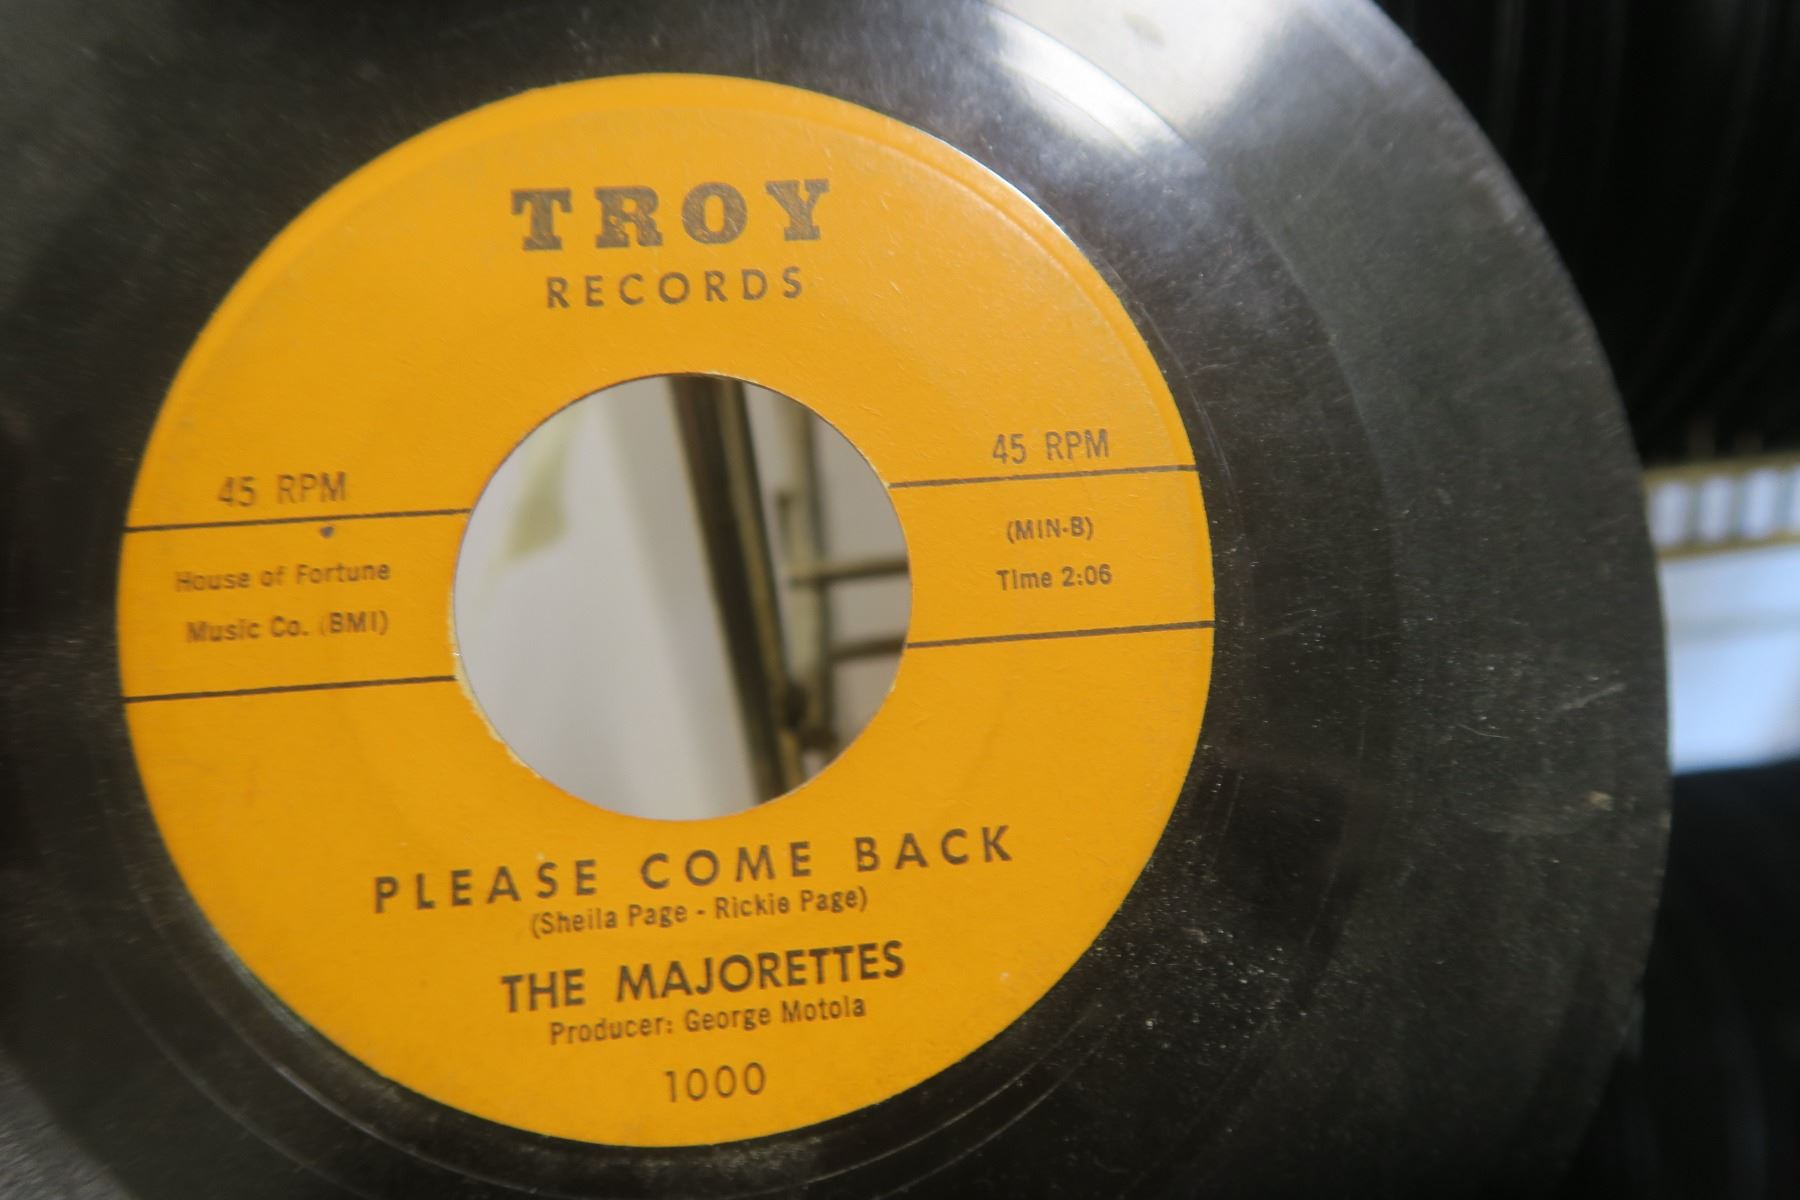 TROY
RECORDS
45 RPM
House of Fortune
Music Co. (BMI)
45 RPM
(MIN-B)
Time 2:06
PLEASE COME BACK
(Sheila Page - Rickie Page)
THE MAJORETTES
Producer: George Motola
1000